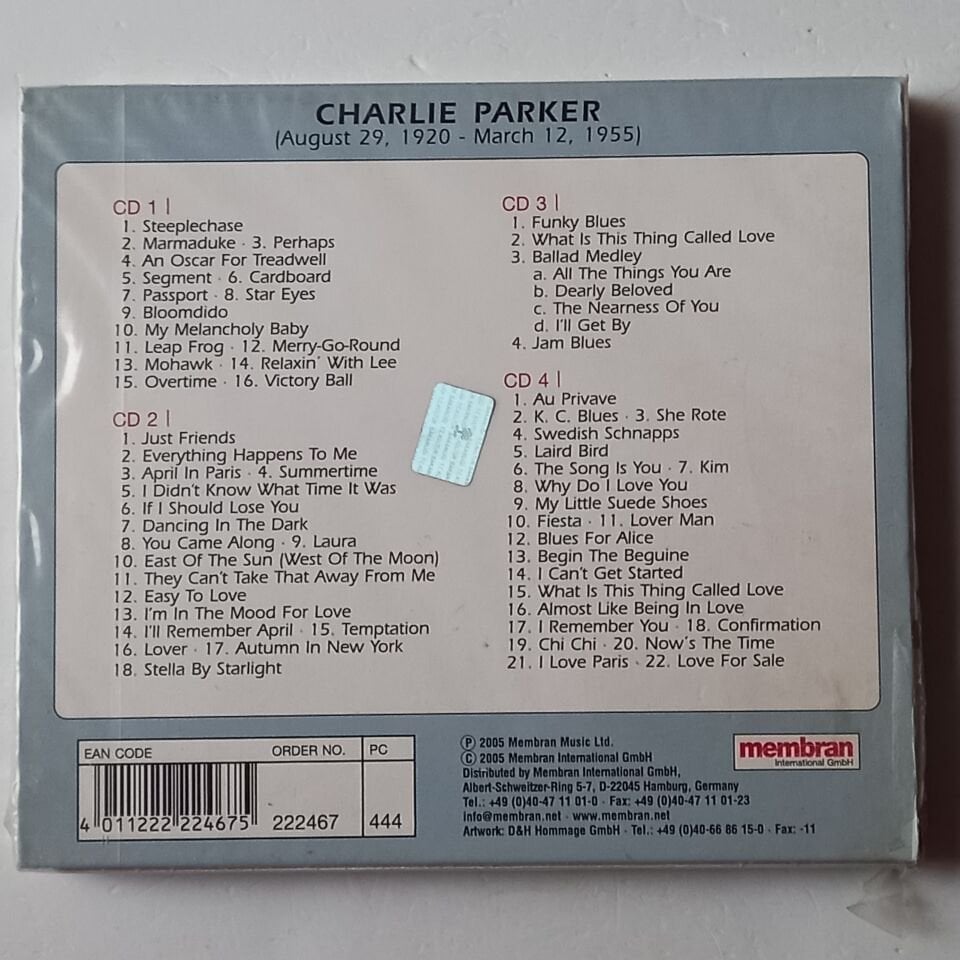 CHARLIE PARKER
(August 29, 1920 - March 12, 1955)
CD 1 |
1. Steeplechase
2. Marmaduke · 3. Perhaps
4. An Oscar For Treadwell
5. Segment · 6. Cardboard
7. Passport · 8. Star Eyes
9. Bloomdido
10. My Melancholy Baby
11. Leap Frog · 12. Merry-Go-Round
13. Mohawk · 14. Relaxin' With Lee
15. Overtime · 16. Victory Ball
CD 2 |
1. Just Friends
2. Everything Happens To Me
3. April In Paris · 4. Summertime
5. I Didn't Know What Time It Was
6. If I Should Lose You
7. Dancing In The Dark
8. You Came Along · 9. Laura
10. East Of The Sun (West Of The Moon)
11. They Can't Take That Away From Me
12. Easy To Love
13. I'm In The Mood For Love
14. I'll Remember April · 15. Temptation
16. Lover · 17. Autumn In New York
18. Stella By Starlight
CD 3 |
1. Funky Blues
2. What Is This Thing Called Love
3. Ballad Medley
a. All The Things You Are
b. Dearly Beloved
c. The Nearness Of You
d. I'll Get By
4. Jam Blues
CD 4 |
1. Au Privave
2. K. C. Blues · 3. She Rote
4. Swedish Schnapps
5. Laird Bird
6. The Song Is You · 7. Kim
8. Why Do I Love You
9. My Little Suede Shoes
10. Fiesta · 11. Lover Man
12. Blues For Alice
13. Begin The Beguine
14. I Can't Get Started
15. What Is This Thing Called Love
16. Almost Like Being In Love
17. I Remember You · 18. Confirmation
19. Chi Chi · 20. Now's The Time
21. I Love Paris · 22. Love For Sale
EAN CODE ORDER NO. PC
4 011222 224675 222467 444
℗ 2005 Membran Music Ltd.
© 2005 Membran International GmbH
Distributed by Membran International GmbH,
Albert-Schweitzer-Ring 5-7, D-22045 Hamburg, Germany
Tel.: +49 (0)40-47 11 01-0 · Fax: +49 (0)40-47 11 01-23
info@membran.net · www.membran.net
Artwork: D&H Hommage GmbH · Tel.: +49 (0)40-66 86 15-0 · Fax: -11
membran
International GmbH